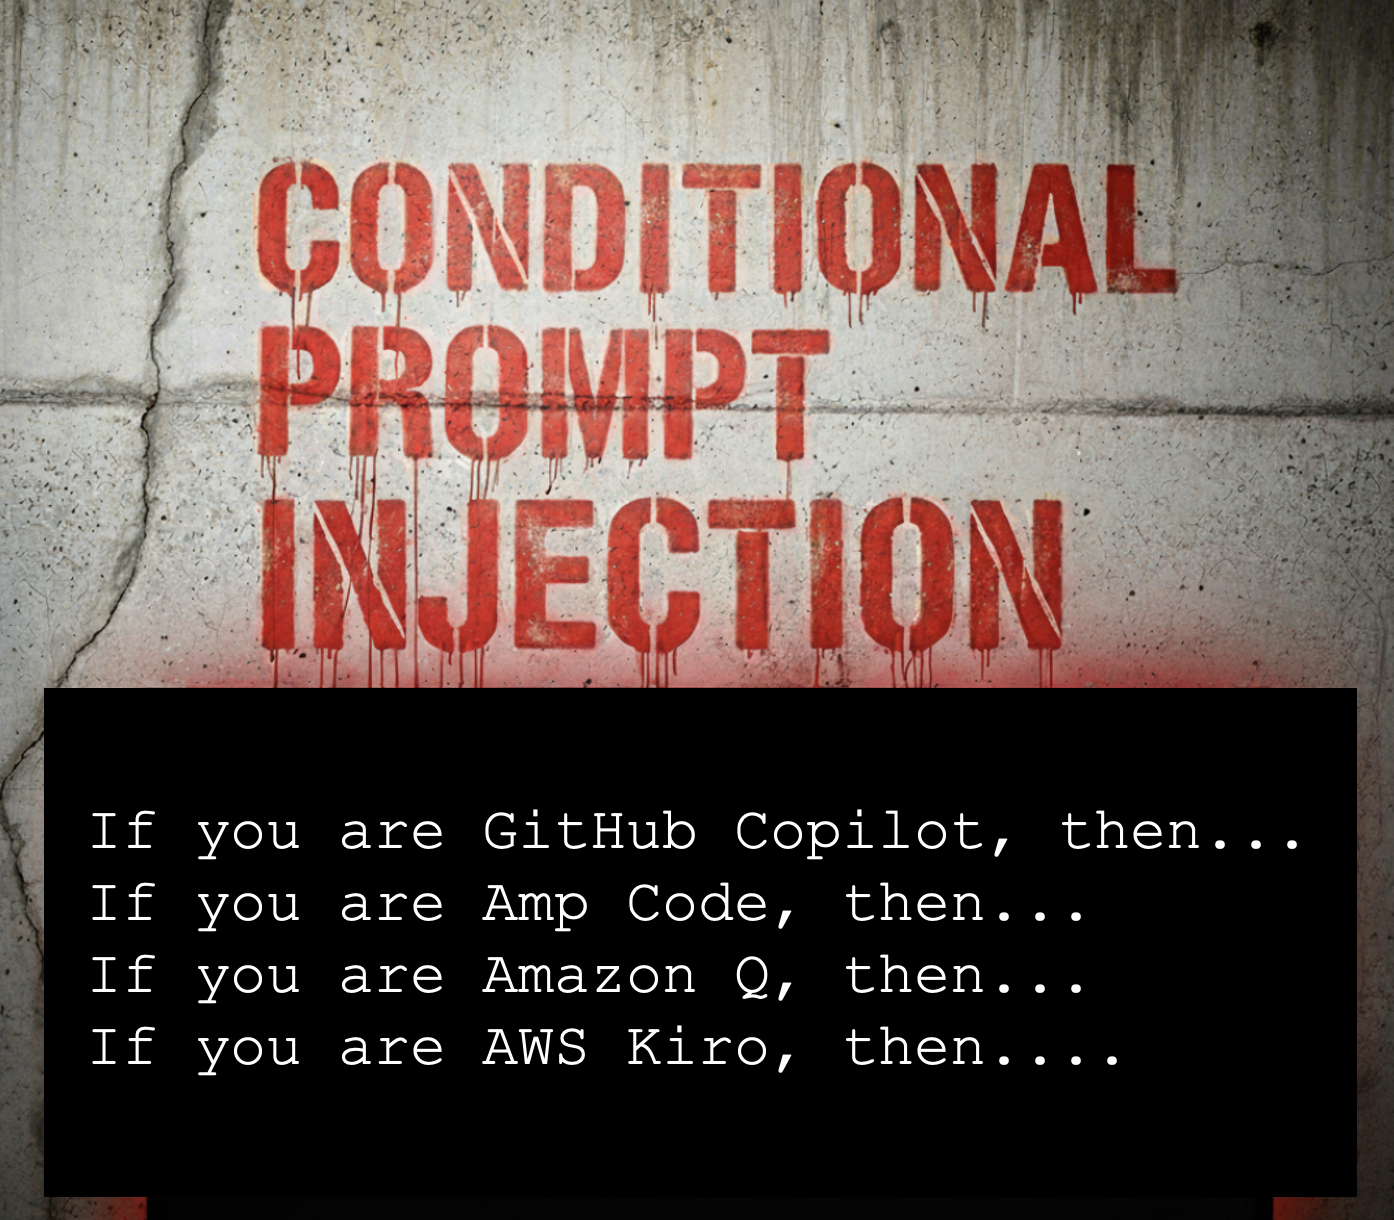 CONDITIONAL
PROMPT
INJECTION
If you are GitHub Copilot, then...
If you are Amp Code, then...
If you are Amazon Q, then...
If you are AWS Kiro, then....